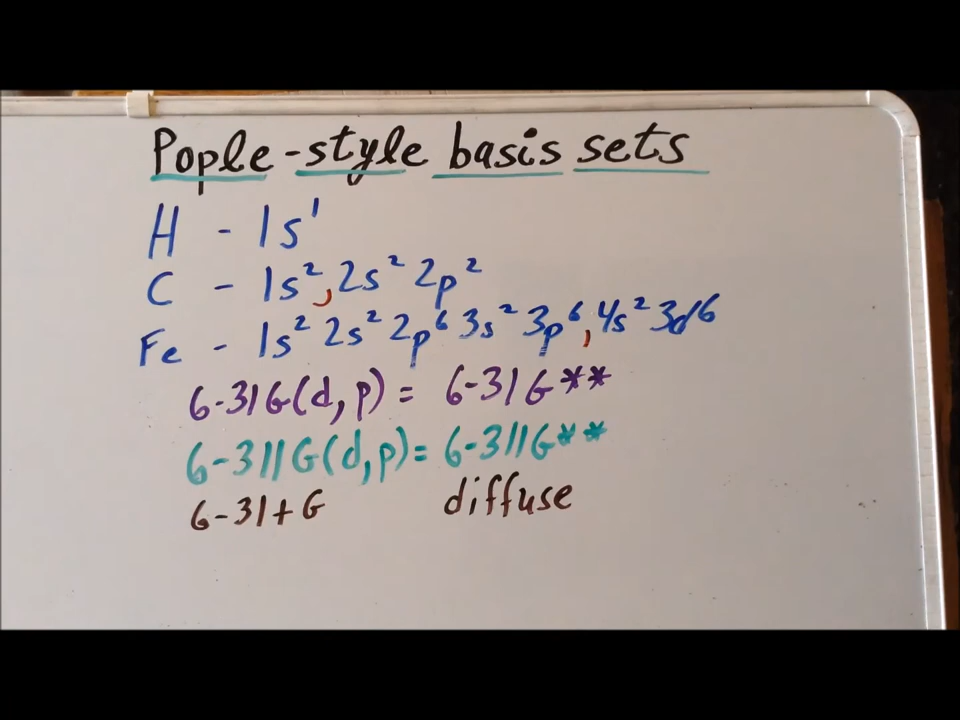 Pople-style basis sets
H - 1s¹
C - 1s², 2s² 2p²
Fe - 1s² 2s² 2p⁶ 3s² 3p⁶, 4s² 3d⁶
6-31G(d,p) = 6-31G**
6-311G(d,p) = 6-311G**
6-31+G diffuse